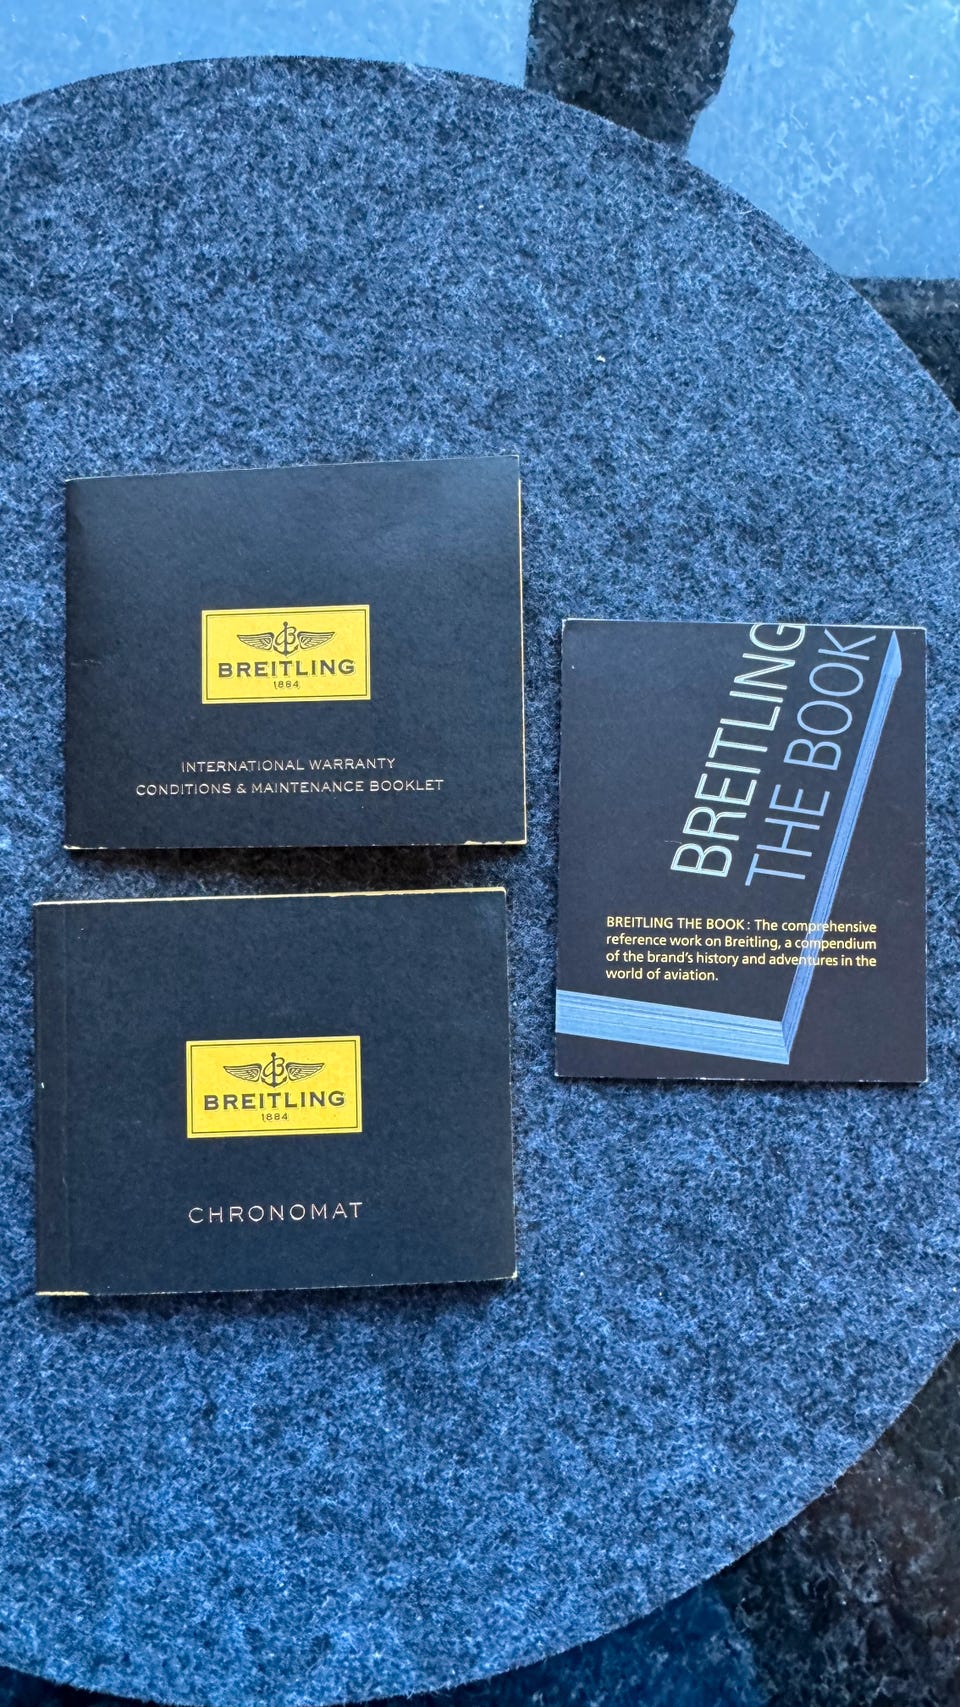 BREITLING
1884
INTERNATIONAL WARRANTY
CONDITIONS & MAINTENANCE BOOKLET
BREITLING
THE BOOK
BREITLING THE BOOK : The comprehensive
reference work on Breitling, a compendium
of the brand's history and adventures in the
world of aviation.
BREITLING
1884
CHRONOMAT